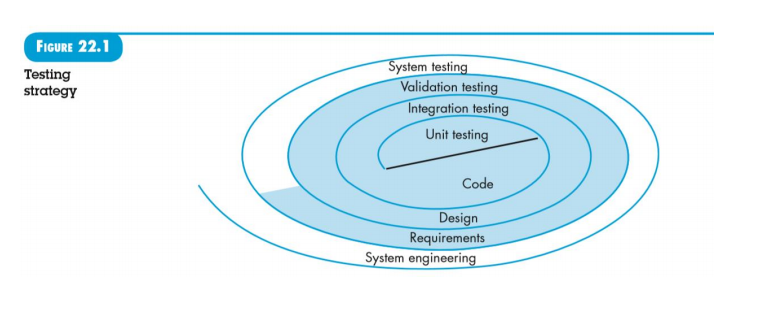 FIGURE 22.1
Testing
strategy
System testing
Validation testing
Integration testing
Unit testing
Code
Design
Requirements
System engineering